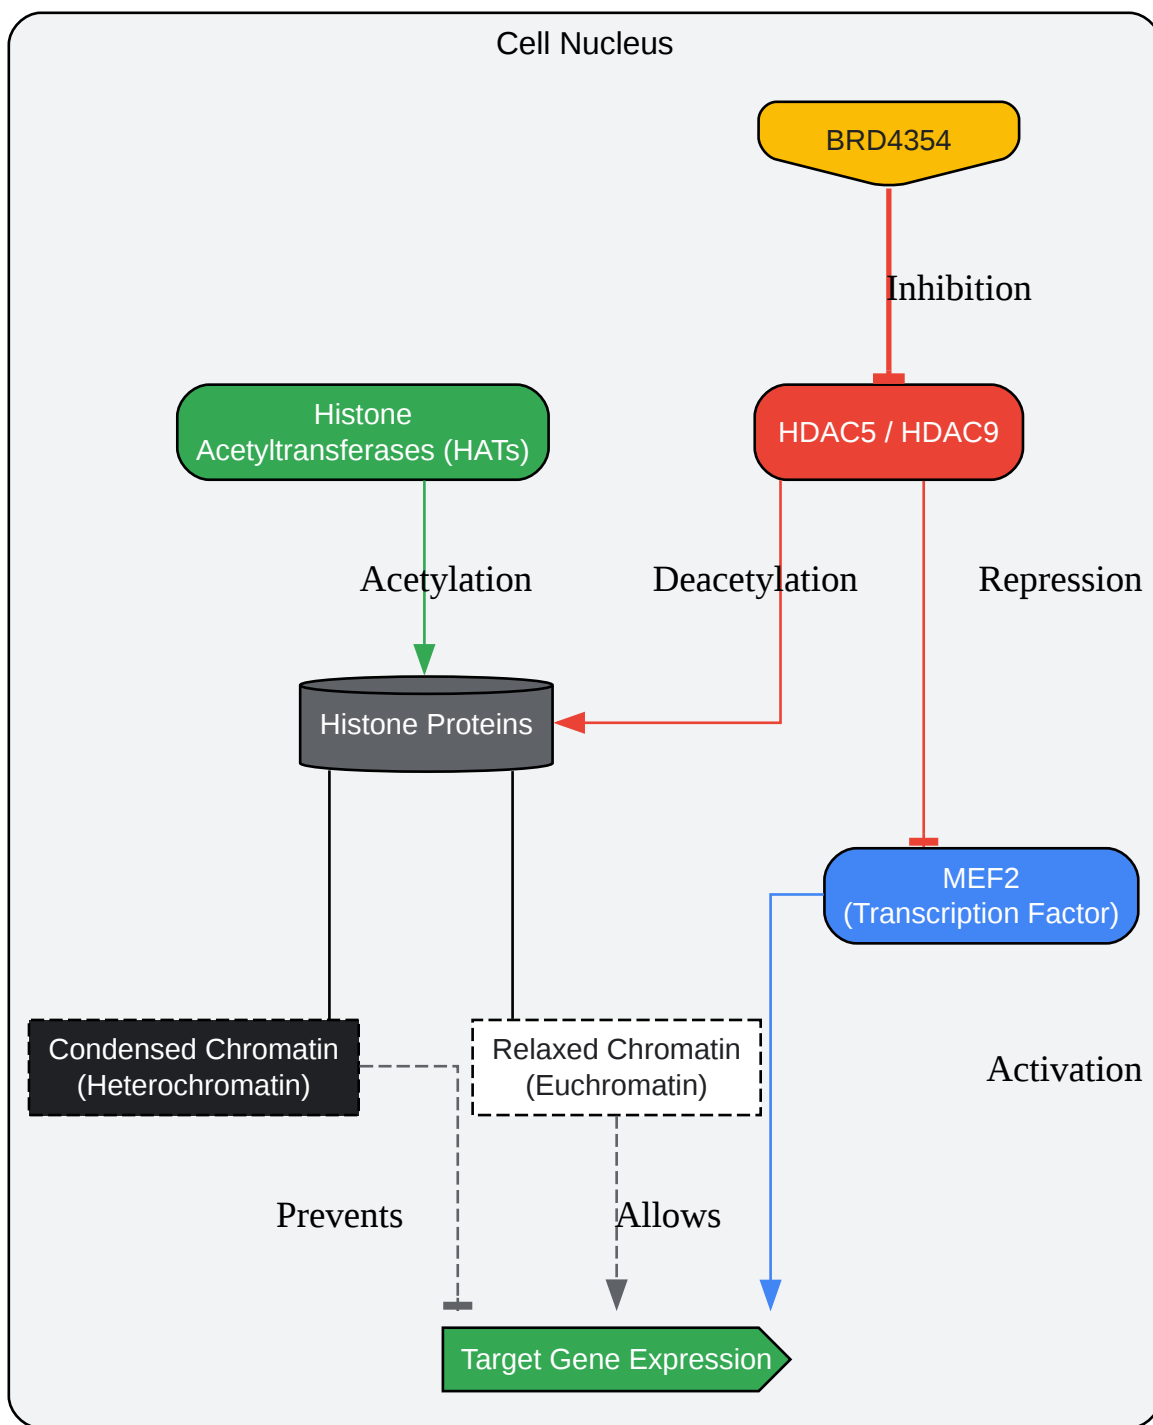 Cell Nucleus
BRD4354
Inhibition
Histone
Acetyltransferases (HATs)
HDAC5 / HDAC9
Acetylation
Deacetylation
Repression
Histone Proteins
MEF2
(Transcription Factor)
Condensed Chromatin
(Heterochromatin)
Relaxed Chromatin
(Euchromatin)
Activation
Prevents
Allows
Target Gene Expression